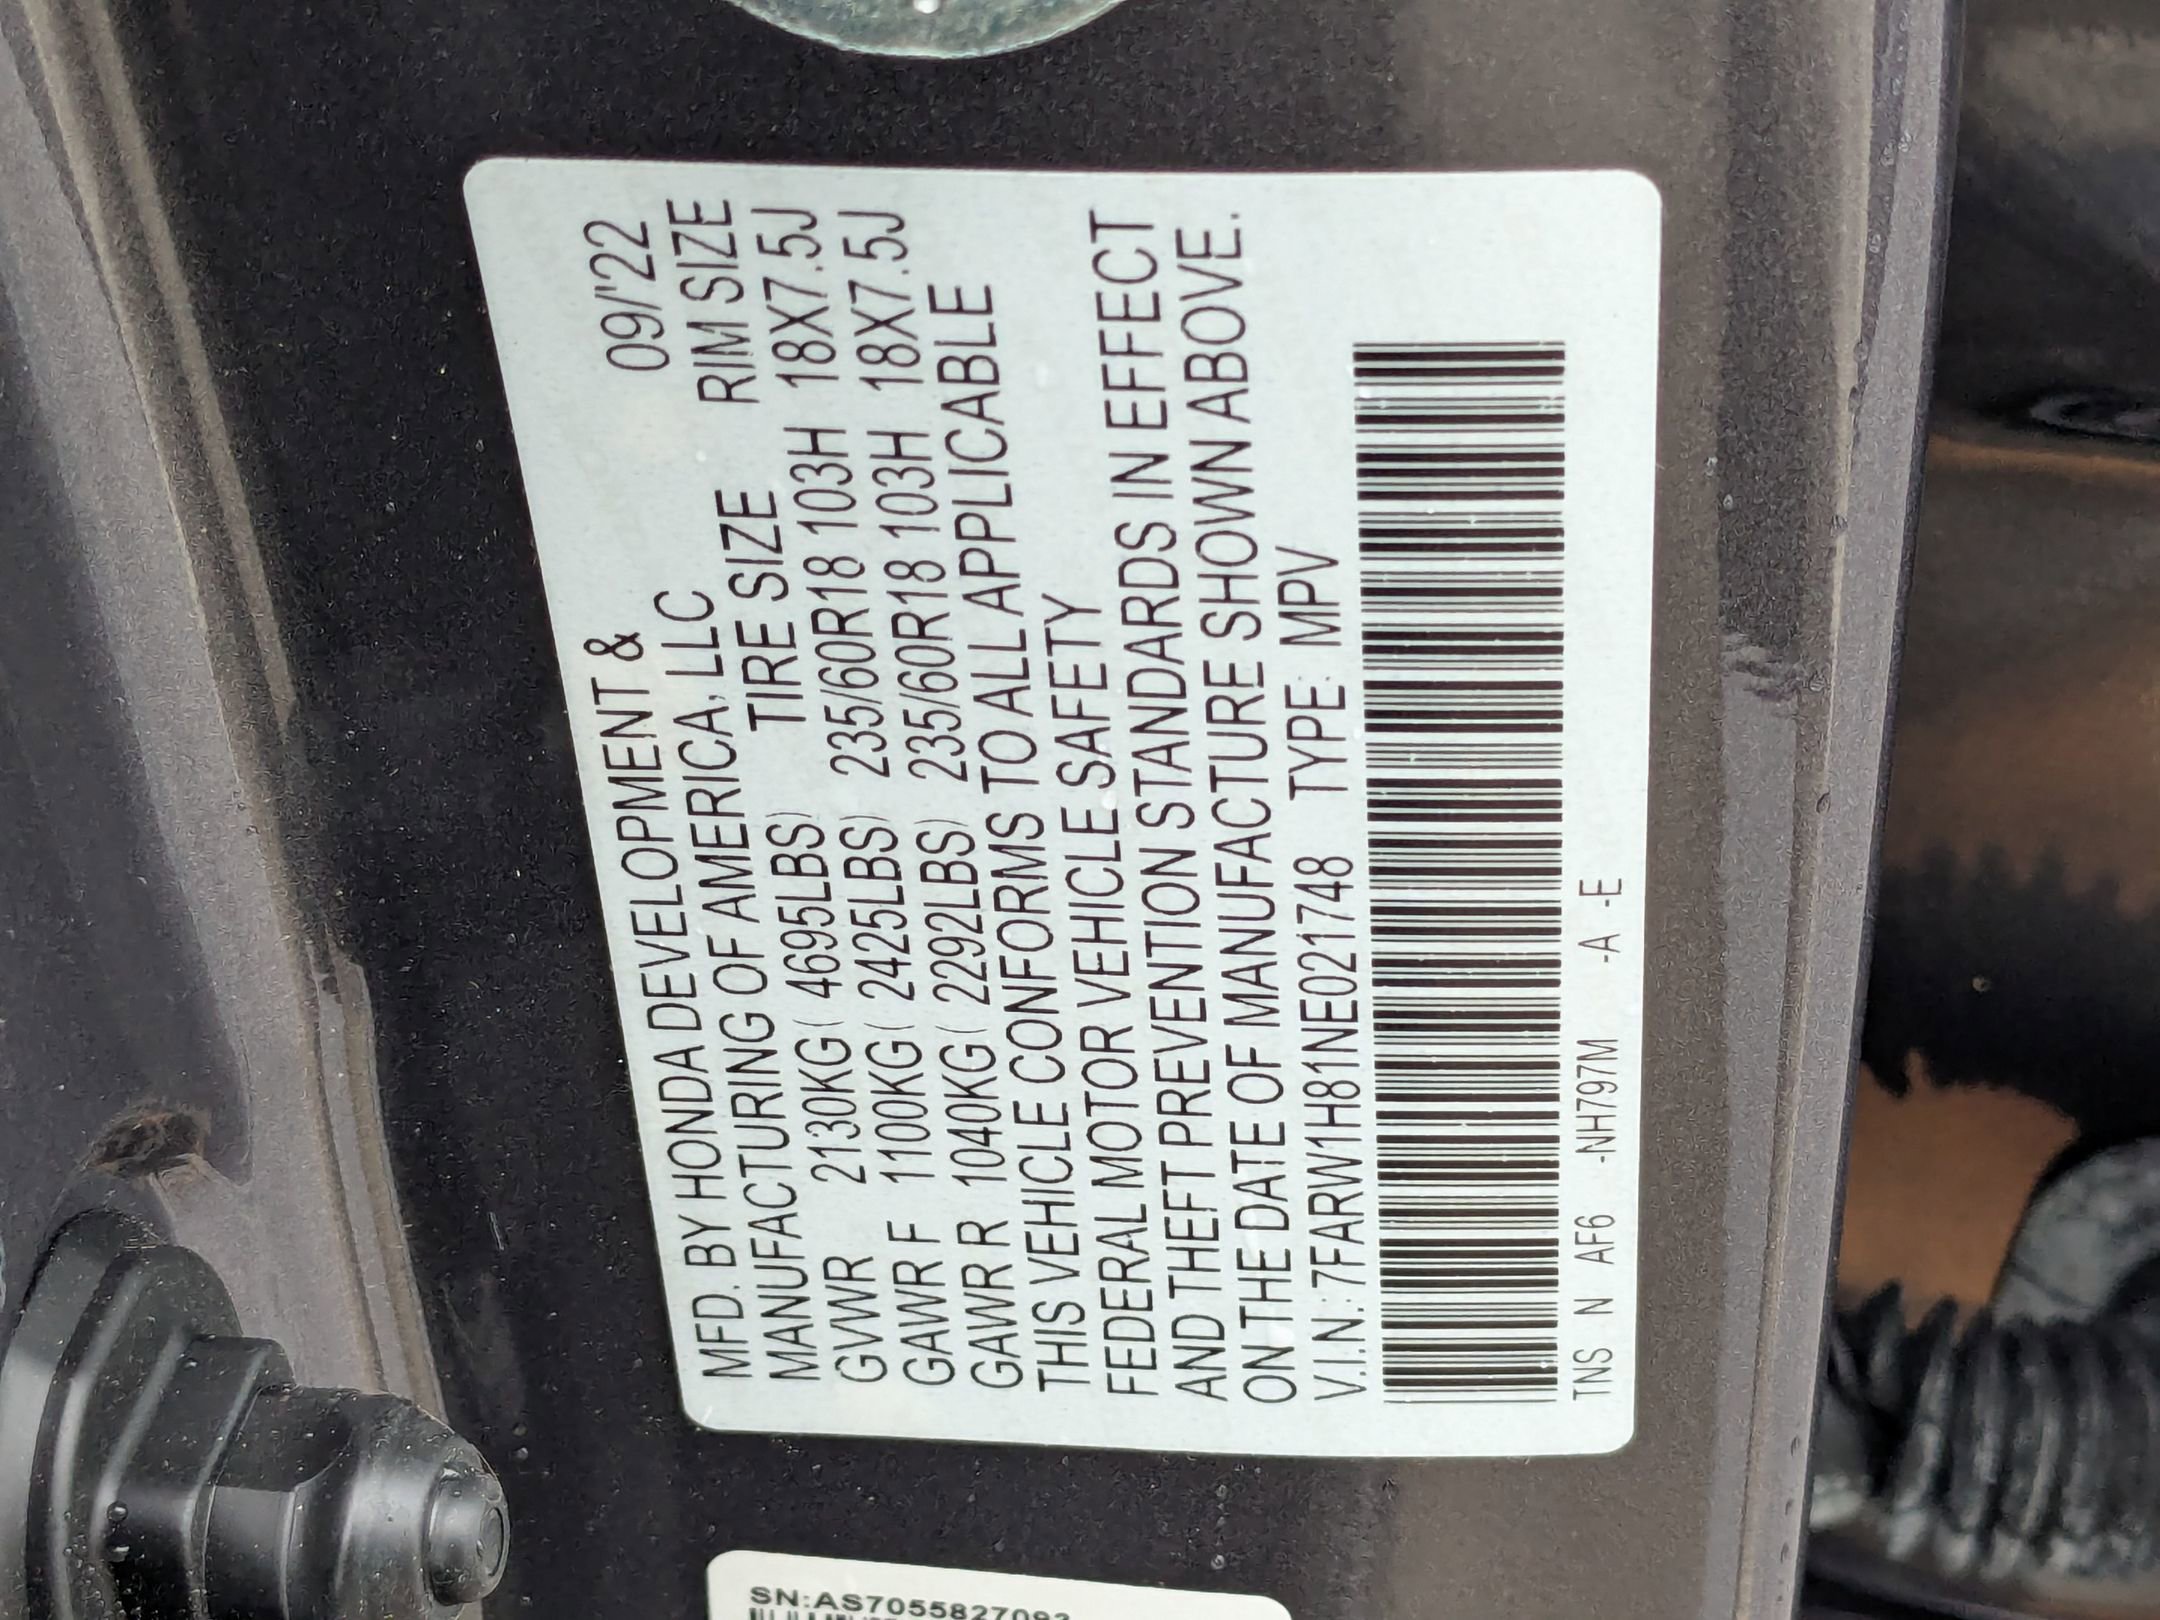 MFD. BY HONDA DEVELOPMENT & 09/'22
MANUFACTURING OF AMERICA, LLC RIM SIZE
GVWR 2130KG( 4695LBS) TIRE SIZE 18X7.5J
GAWR F 1100KG( 2425LBS) 235/60R18 103H 18X7.5J
GAWR R 1040KG( 2292LBS) 235/60R18 103H
THIS VEHICLE CONFORMS TO ALL APPLICABLE
FEDERAL MOTOR VEHICLE SAFETY
AND THEFT PREVENTION STANDARDS IN EFFECT
ON THE DATE OF MANUFACTURE SHOWN ABOVE.
V.I.N.: 7FARW1H81NE021748 TYPE: MPV
TNS N AF6 -NH797M -A -E